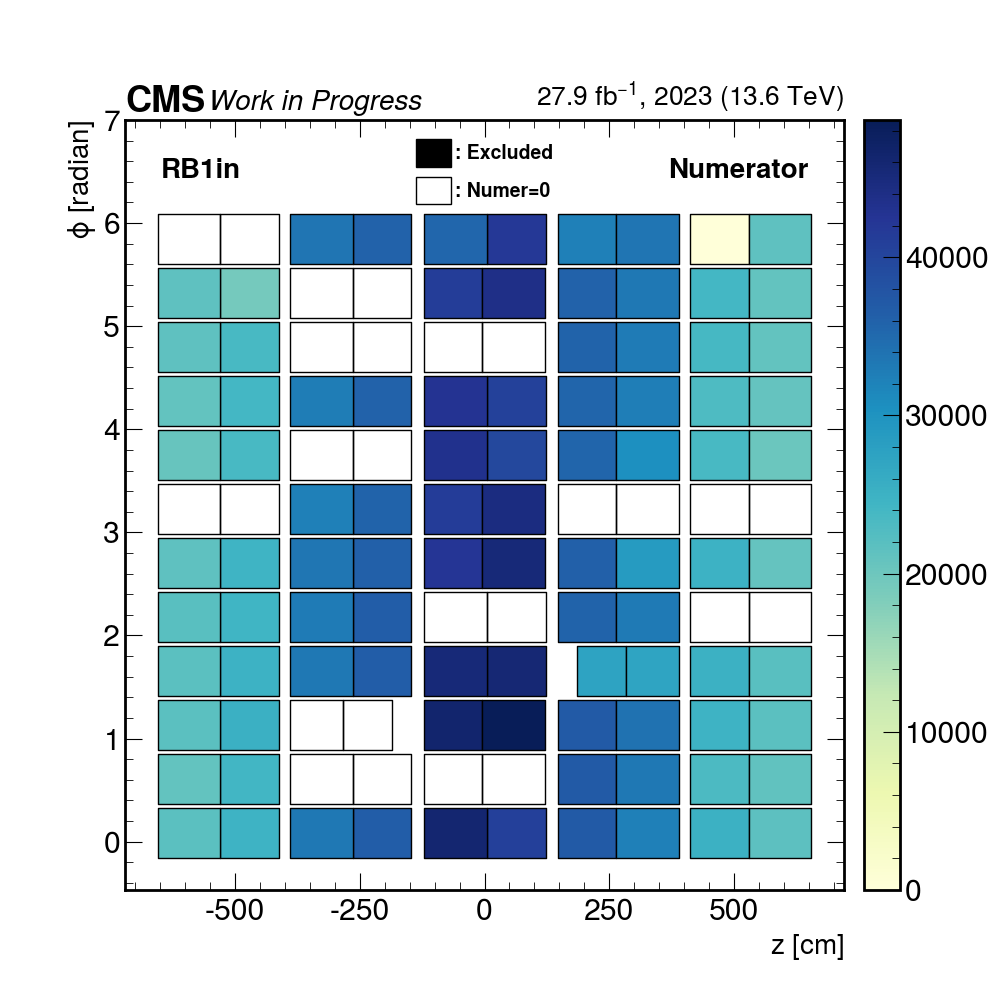 CMS Work in Progress 27.9 fb⁻¹, 2023 (13.6 TeV)
RB1in : Excluded Numerator
: Numer=0
ϕ [radian]
7
6
5
4
3
2
1
0
-500 -250 0 250 500
z [cm]
40000
30000
20000
10000
0